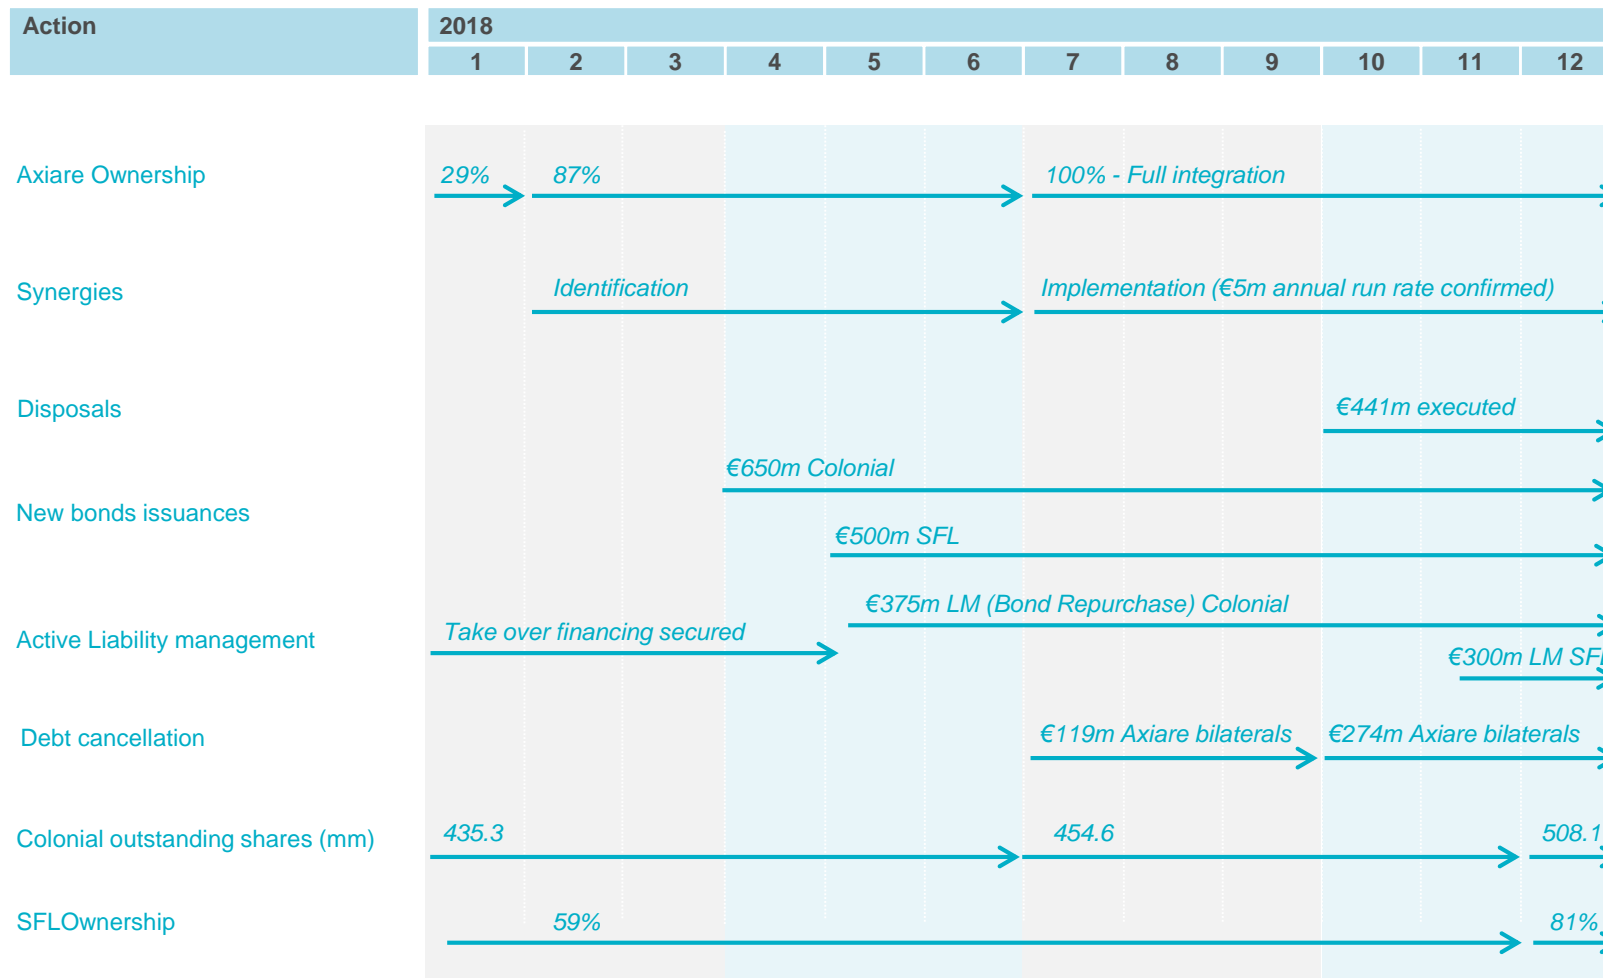 Action
2018
1 2 3 4 5 6 7 8 9 10 11 12
Axiare Ownership
29% 87% 100% - Full integration
Synergies
Identification Implementation (€5m annual run rate confirmed)
Disposals
€441m executed
New bonds issuances
€650m Colonial
€500m SFL
Active Liability management
€375m LM (Bond Repurchase) Colonial
Take over financing secured
€300m LM
Debt cancellation
€119m Axiare bilaterals €274m Axiare bilaterals
Colonial outstanding shares (mm)
435.3 454.6 508.1
SFLOwnership
59% 81%